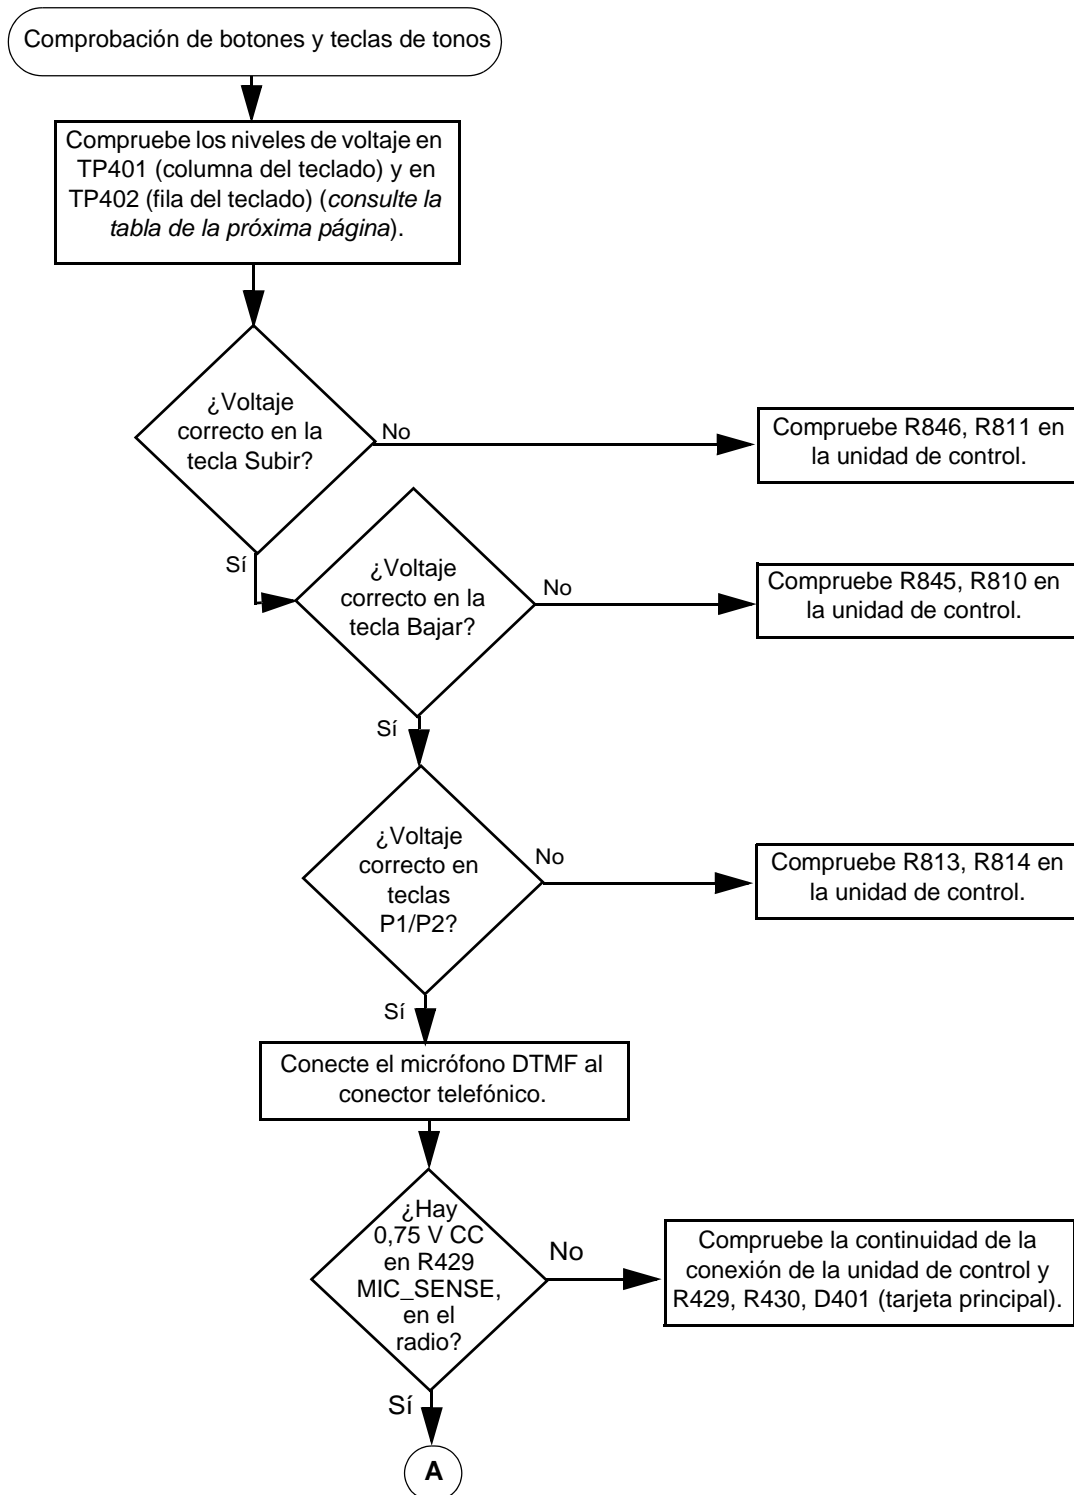 Comprobación de botones y teclas de tonos
Compruebe los niveles de voltaje en
TP401 (columna del teclado) y en
TP402 (fila del teclado) (consulte la
tabla de la próxima página).
¿Voltaje
correcto en la
tecla Subir?
No
Compruebe R846, R811 en
la unidad de control.
Sí
¿Voltaje
correcto en la
tecla Bajar?
No
Compruebe R845, R810 en
la unidad de control.
Sí
¿Voltaje
correcto en
teclas
P1/P2?
No
Compruebe R813, R814 en
la unidad de control.
Sí
Conecte el micrófono DTMF al
conector telefónico.
¿Hay
0,75 V CC
en R429
MIC_SENSE,
en el
radio?
No
Compruebe la continuidad de la
conexión de la unidad de control y
R429, R430, D401 (tarjeta principal).
Sí
A